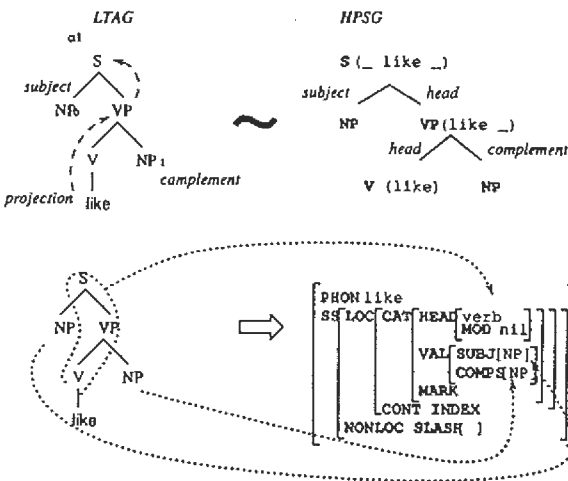 LTAG HPSG
α1
S S (_ like _)
subject subject head
NP0 VP NP VP (like _)
head complement
V NP1
complement V (like) NP
projection like
S
PHON like
SS LOC CAT HEAD verb
NP VP MOD nil
VAL SUBJ[NP]
V NP COMPS[NP]
MARK
like CONT INDEX
NONLOC SLASH[ ]